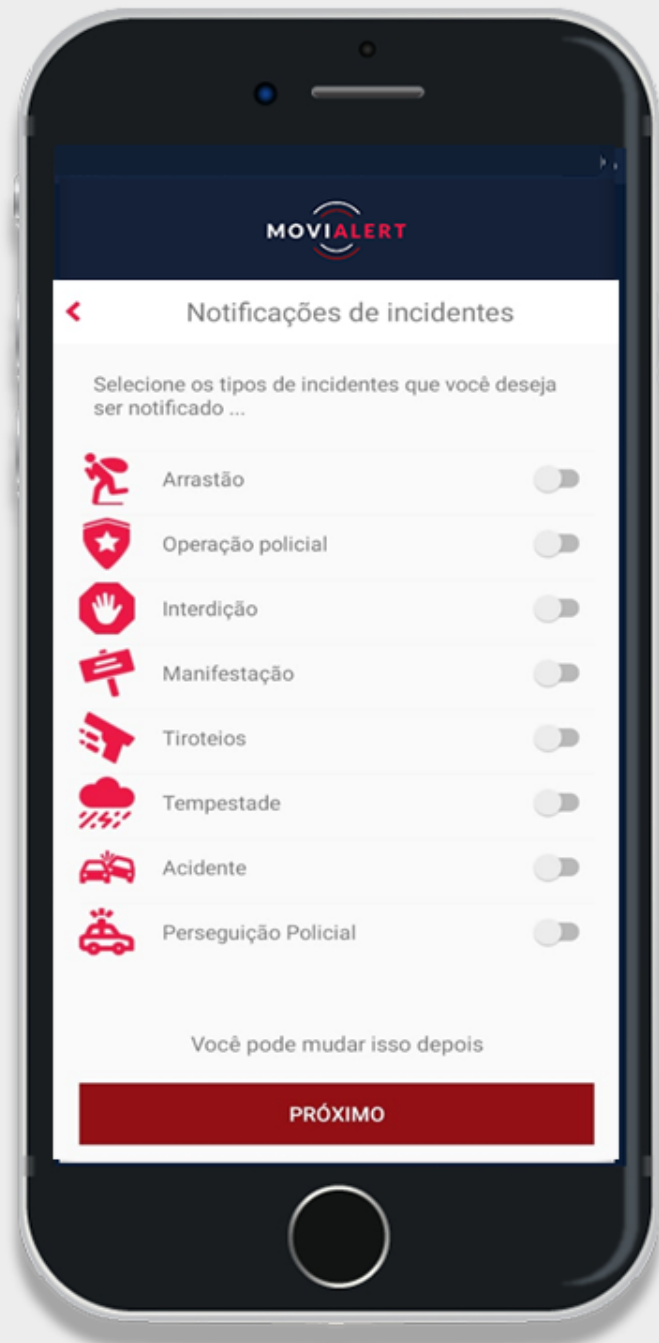 MOVIALERT
Notificações de incidentes
Selecione os tipos de incidentes que você deseja
ser notificado ...
Arrastão
Operação policial
Interdição
Manifestação
Tiroteios
Tempestade
Acidente
Perseguição Policial
Você pode mudar isso depois
PRÓXIMO